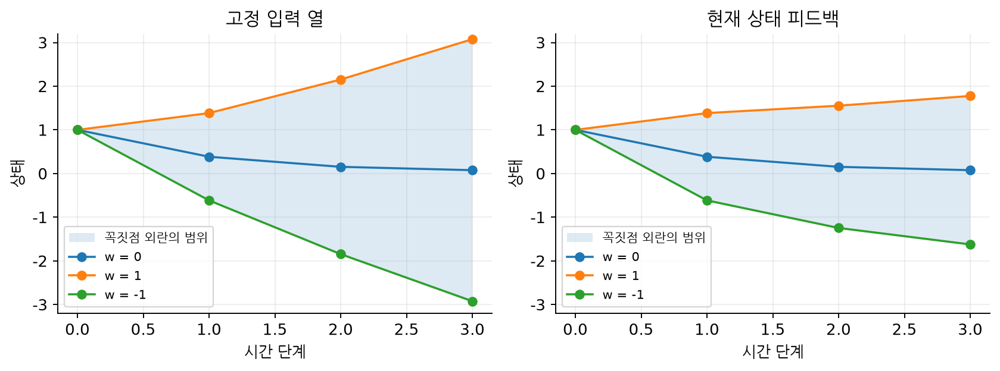 고정 입력 열
3
2
1
0
-1
-2
-3
상태
꼭짓점 외란의 범위
w = 0
w = 1
w = -1
0.0 0.5 1.0 1.5 2.0 2.5 3.0
시간 단계
현재 상태 피드백
3
2
1
0
-1
-2
-3
상태
꼭짓점 외란의 범위
w = 0
w = 1
w = -1
0.0 0.5 1.0 1.5 2.0 2.5 3.0
시간 단계